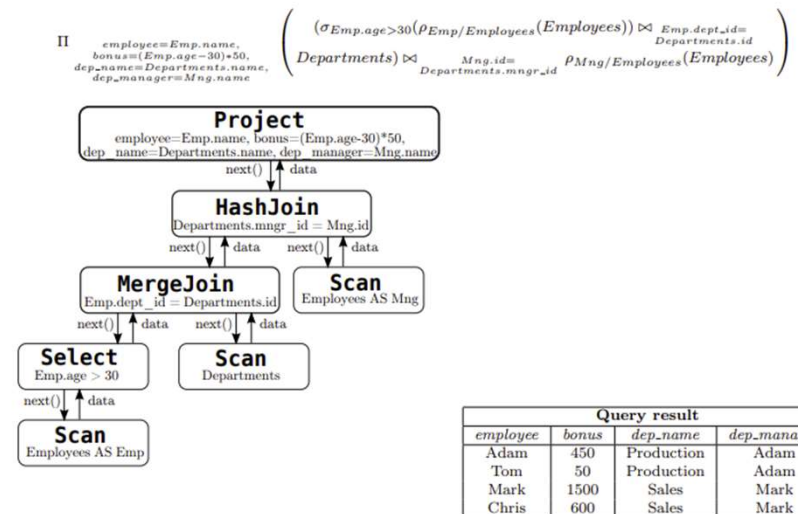 Π employee=Emp.name, bonus=(Emp.age−30)∗50, dep_name=Departments.name, dep_manager=Mng.name
(σEmp.age>30(ρEmp/Employees(Employees)) ⋈ Emp.dept_id=Departments.id
Departments) ⋈ Mng.id=Departments.mngr_id ρMng/Employees(Employees)
Project
employee=Emp.name, bonus=(Emp.age-30)*50,
dep_name=Departments.name, dep_manager=Mng.name
next() data
HashJoin
Departments.mngr_id = Mng.id
next() data next() data
MergeJoin
Emp.dept_id = Departments.id
Scan
Employees AS Mng
next() data next() data
Select
Emp.age > 30
Scan
Departments
next() data
Scan
Employees AS Emp
Query result
employee bonus dep_name dep_mana
Adam 450 Production Adam
Tom 50 Production Adam
Mark 1500 Sales Mark
Chris 600 Sales Mark